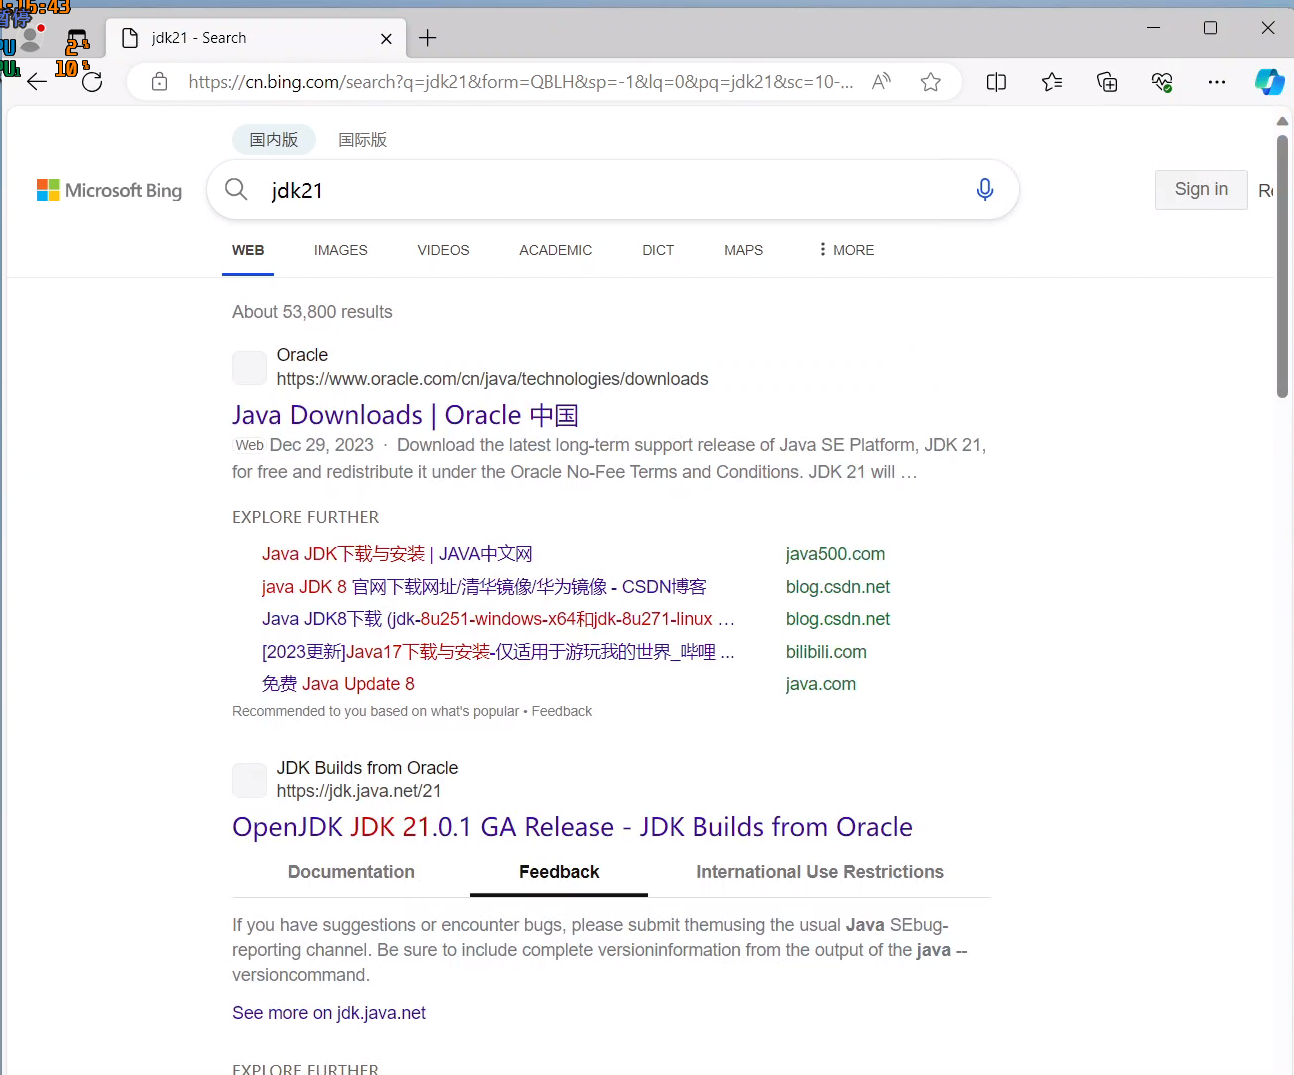 暂停
2%
10%
jdk21 - Search
https://cn.bing.com/search?q=jdk21&form=QBLH&sp=-1&lq=0&pq=jdk21&sc=10-...
国内版 国际版
Microsoft Bing
jdk21
Sign in
WEB IMAGES VIDEOS ACADEMIC DICT MAPS MORE
About 53,800 results
Oracle
https://www.oracle.com/cn/java/technologies/downloads
Java Downloads | Oracle 中国
Web Dec 29, 2023 · Download the latest long-term support release of Java SE Platform, JDK 21,
for free and redistribute it under the Oracle No-Fee Terms and Conditions. JDK 21 will …
EXPLORE FURTHER
Java JDK下载与安装 | JAVA中文网 java500.com
java JDK 8 官网下载网址/清华镜像/华为镜像 - CSDN博客 blog.csdn.net
Java JDK8下载 (jdk-8u251-windows-x64和jdk-8u271-linux … blog.csdn.net
[2023更新]Java17下载与安装-仅适用于游玩我的世界_哔哩 ... bilibili.com
免费 Java Update 8 java.com
Recommended to you based on what's popular • Feedback
JDK Builds from Oracle
https://jdk.java.net/21
OpenJDK JDK 21.0.1 GA Release - JDK Builds from Oracle
Documentation Feedback International Use Restrictions
If you have suggestions or encounter bugs, please submit themusing the usual Java SEbug-
reporting channel. Be sure to include complete versioninformation from the output of the java --
versioncommand.
See more on jdk.java.net
EXPLORE FURTHER